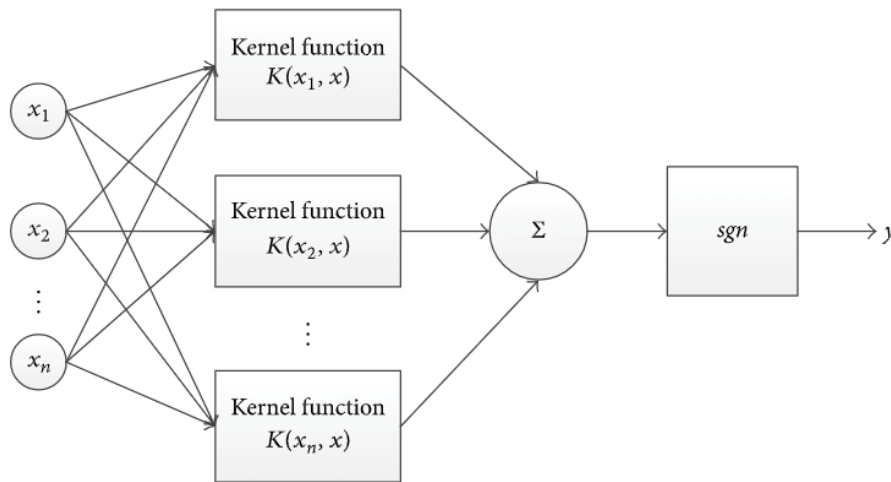 Kernel function
K(x₁, x)
x₁
Kernel function
K(x₂, x)
x₂
Σ
sgn
y
⋮
⋮
xₙ
Kernel function
K(xₙ, x)